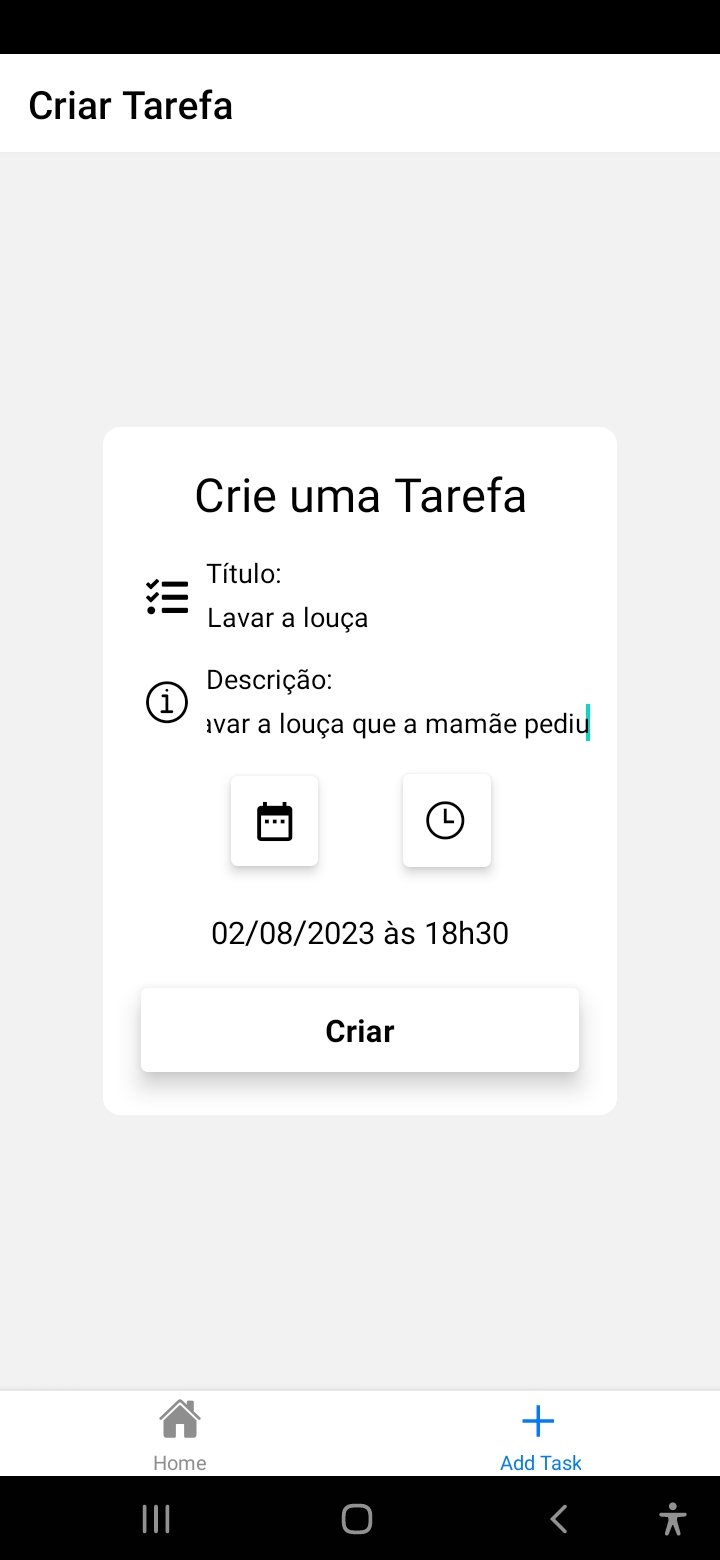 Criar Tarefa
Crie uma Tarefa
Título:
Lavar a louça
Descrição:
avar a louça que a mamãe pediu
02/08/2023 às 18h30
Criar
Home
Add Task